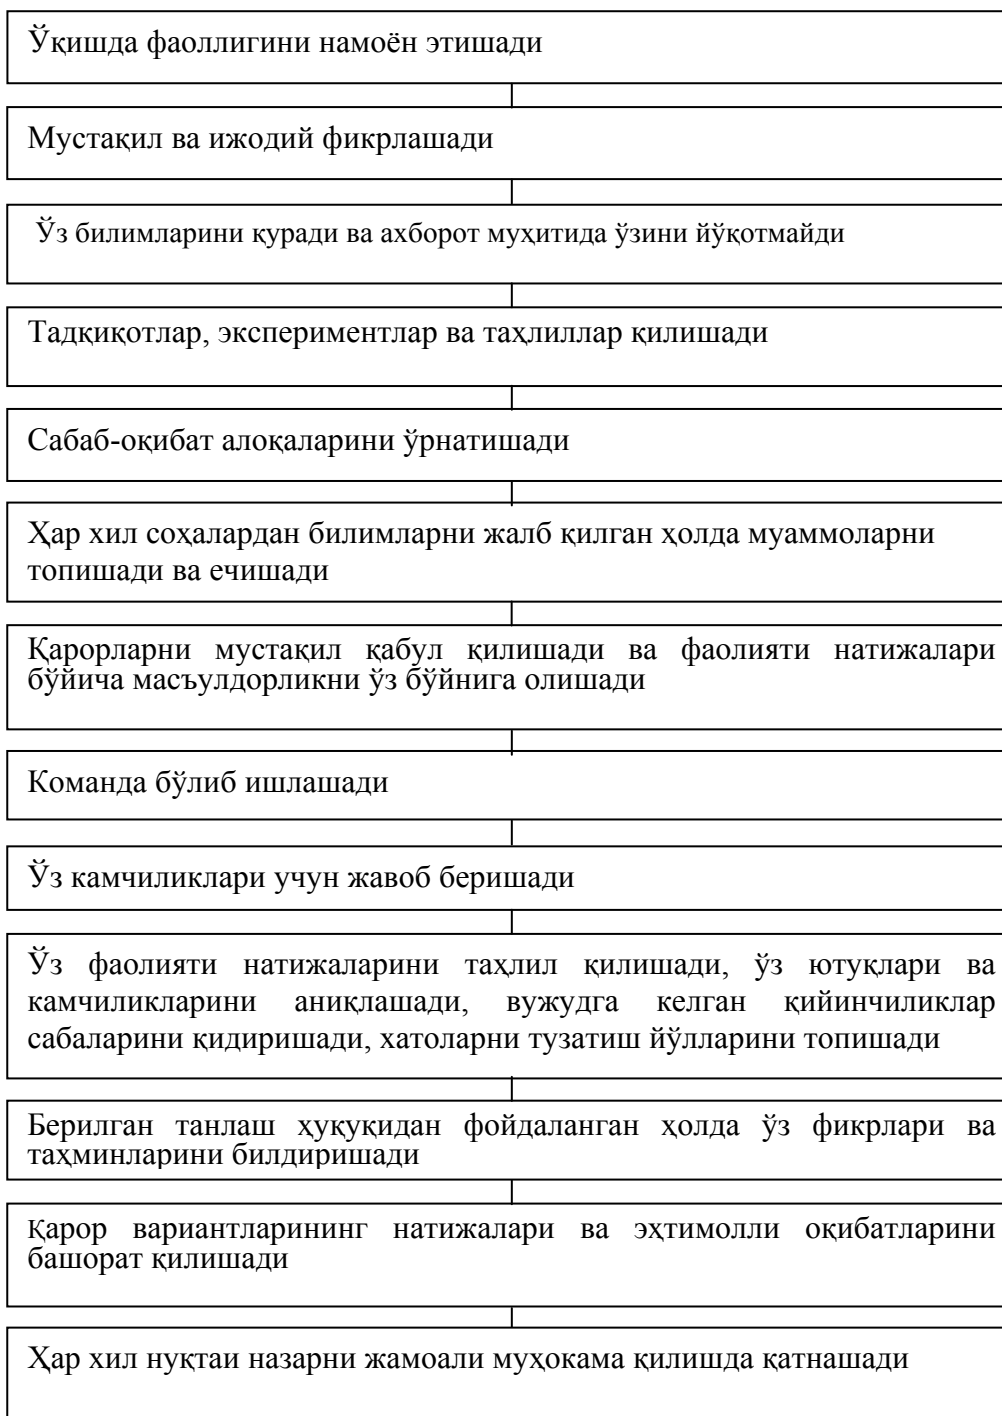 Ўқишда фаоллигини намоён этишади
Мустақил ва ижодий фикрлашади
Ўз билимларини қуради ва ахборот муҳитида ўзини йўқотмайди
Тадқиқотлар, экспериментлар ва таҳлиллар қилишади
Сабаб-оқибат алоқаларини ўрнатишади
Ҳар хил соҳалардан билимларни жалб қилган ҳолда муаммоларни
топишади ва ечишади
Қарорларни мустақил қабул қилишади ва фаолияти натижалари
бўйича масъулдорликни ўз бўйнига олишади
Команда бўлиб ишлашади
Ўз камчиликлари учун жавоб беришади
Ўз фаолияти натижаларини таҳлил қилишади, ўз ютуқлари ва
камчиликларини аниқлашади, вужудга келган қийинчиликлар
сабаларини қидиришади, хатоларни тузатиш йўлларини топишади
Берилган танлаш ҳуқуқидан фойдаланган ҳолда ўз фикрлари ва
таҳминларини билдиришади
Қарор вариантларининг натижалари ва эҳтимолли оқибатларини
башорат қилишади
Ҳар хил нуқтаи назарни жамоали муҳокама қилишда қатнашади